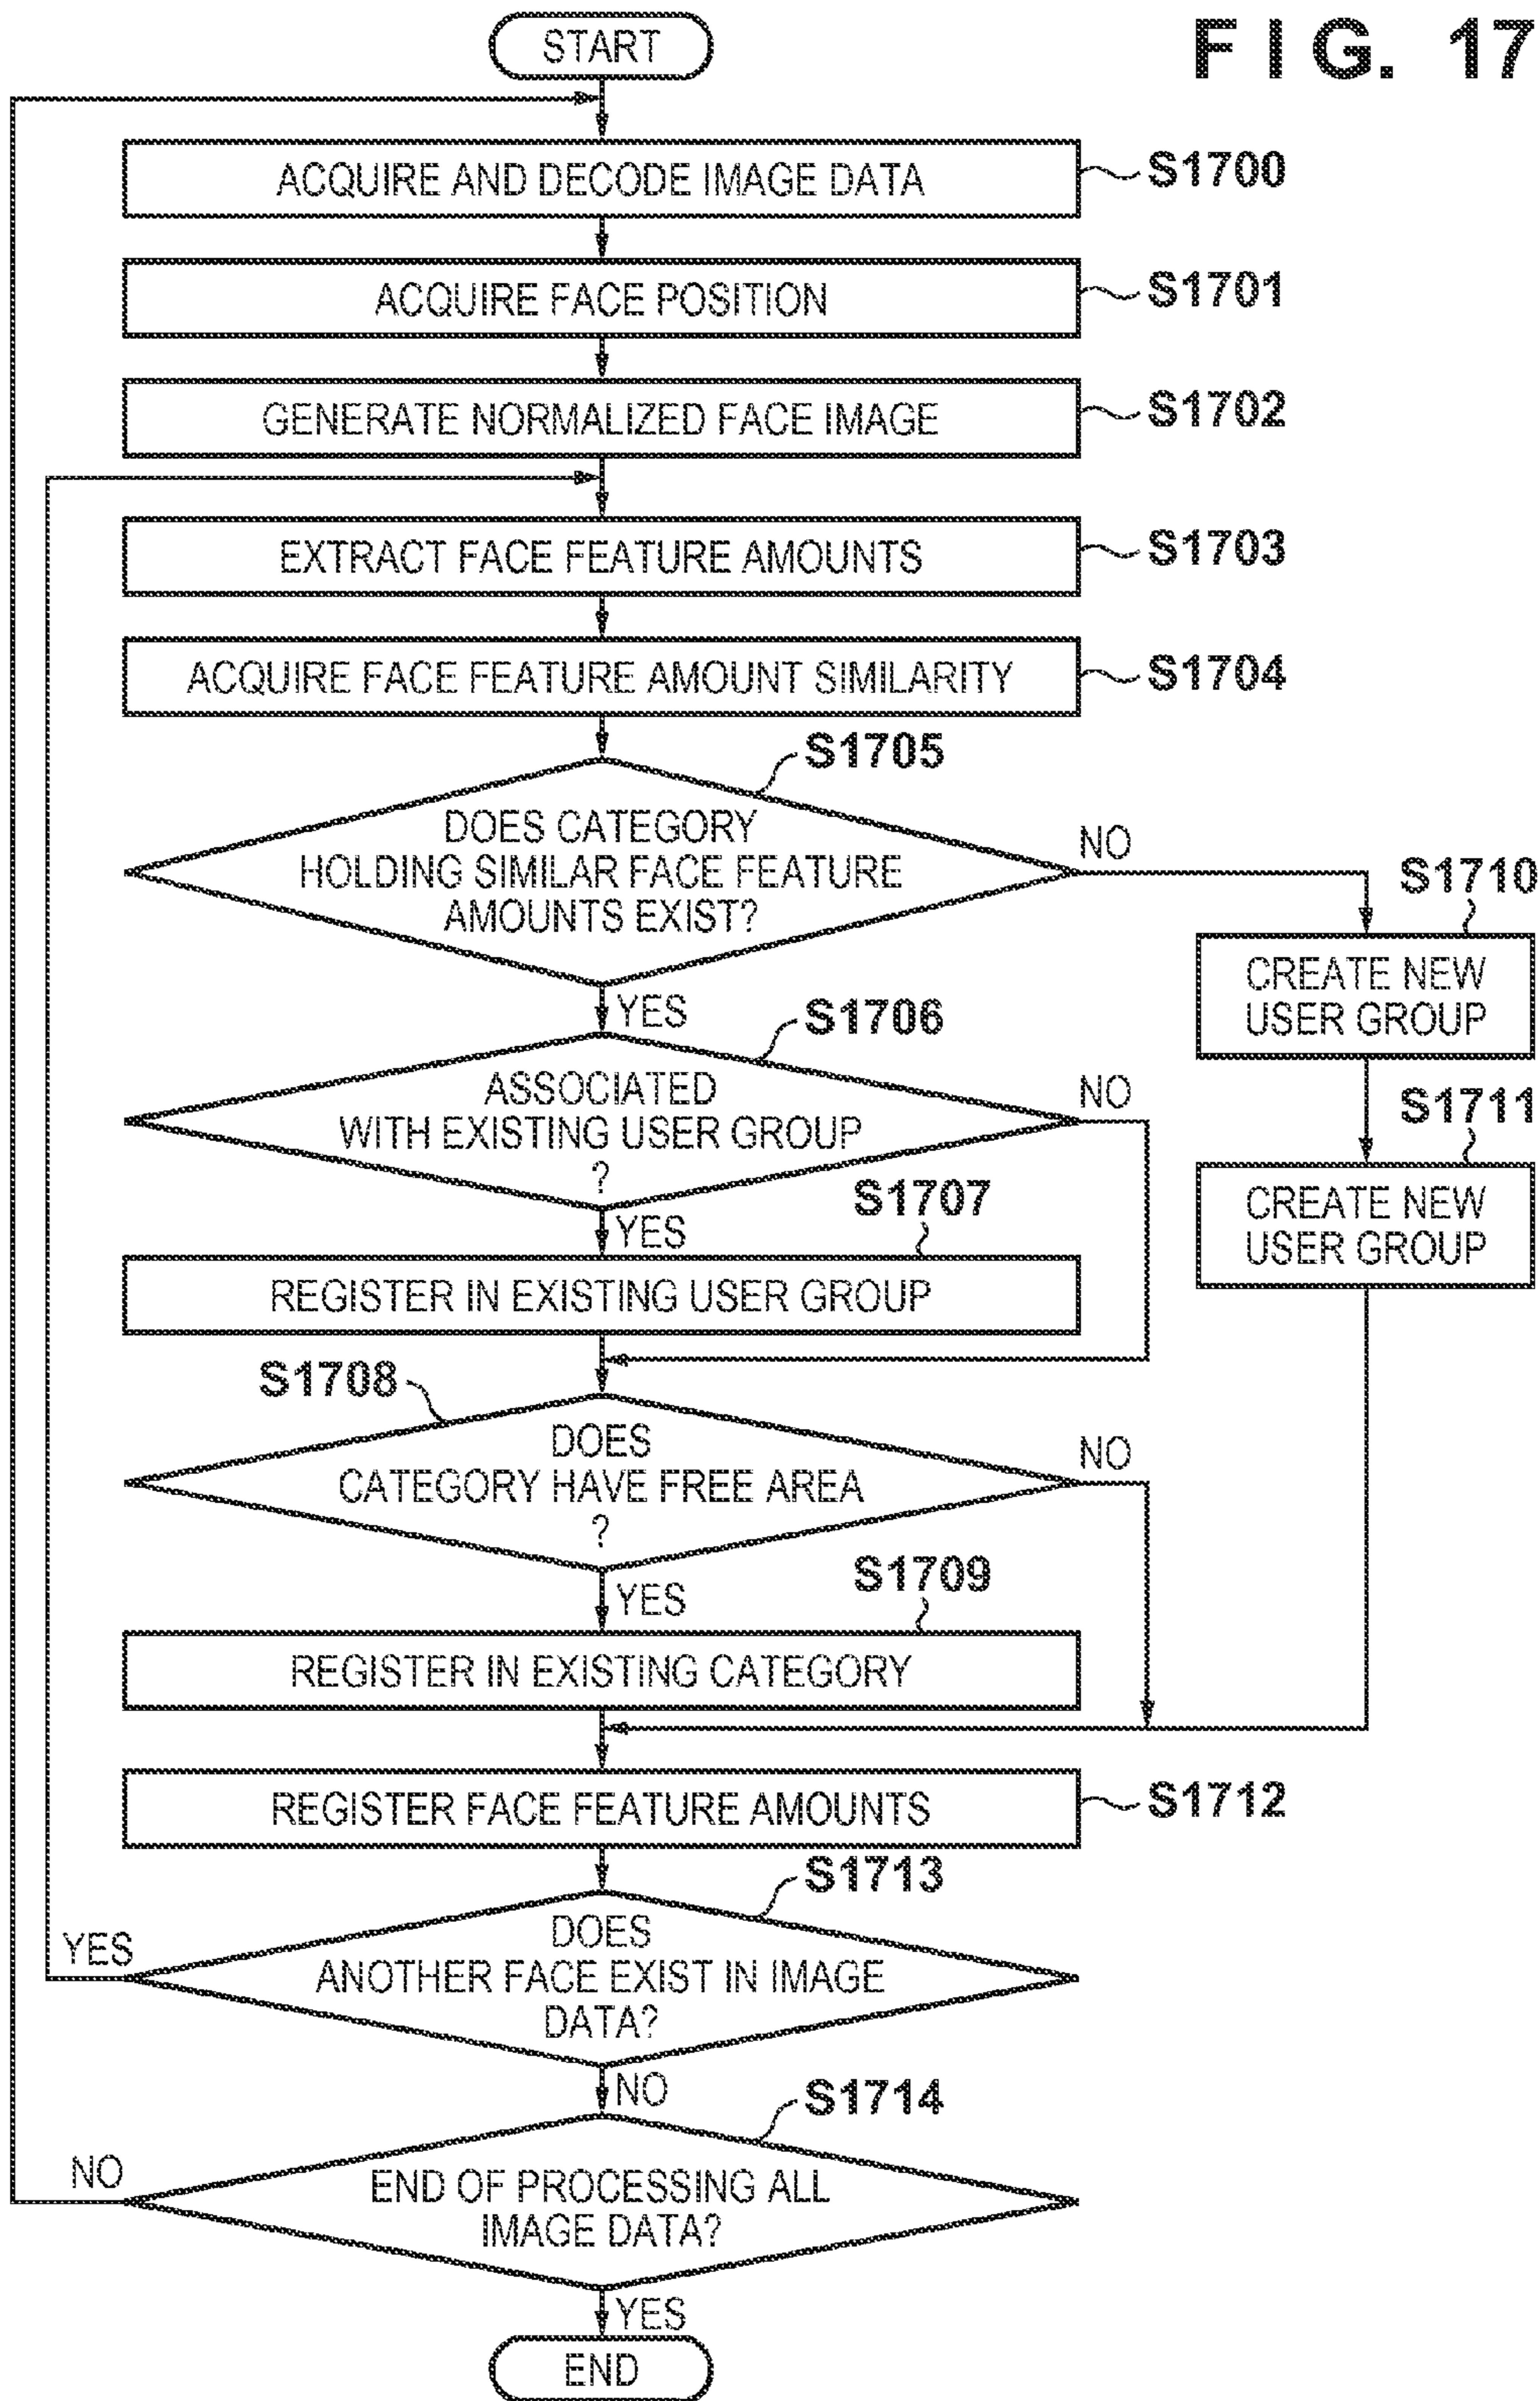 FIG. 17
START
ACQUIRE AND DECODE IMAGE DATA
S1700
ACQUIRE FACE POSITION
S1701
GENERATE NORMALIZED FACE IMAGE
S1702
EXTRACT FACE FEATURE AMOUNTS
S1703
ACQUIRE FACE FEATURE AMOUNT SIMILARITY
S1704
S1705
DOES CATEGORY
HOLDING SIMILAR FACE FEATURE
AMOUNTS EXIST?
NO
YES
S1710
CREATE NEW
USER GROUP
S1711
CREATE NEW
USER GROUP
S1706
ASSOCIATED
WITH EXISTING USER GROUP
?
NO
YES
S1707
REGISTER IN EXISTING USER GROUP
S1708
DOES
CATEGORY HAVE FREE AREA
?
NO
YES
S1709
REGISTER IN EXISTING CATEGORY
REGISTER FACE FEATURE AMOUNTS
S1712
S1713
DOES
ANOTHER FACE EXIST IN IMAGE
DATA?
YES
NO
S1714
END OF PROCESSING ALL
IMAGE DATA?
NO
YES
END